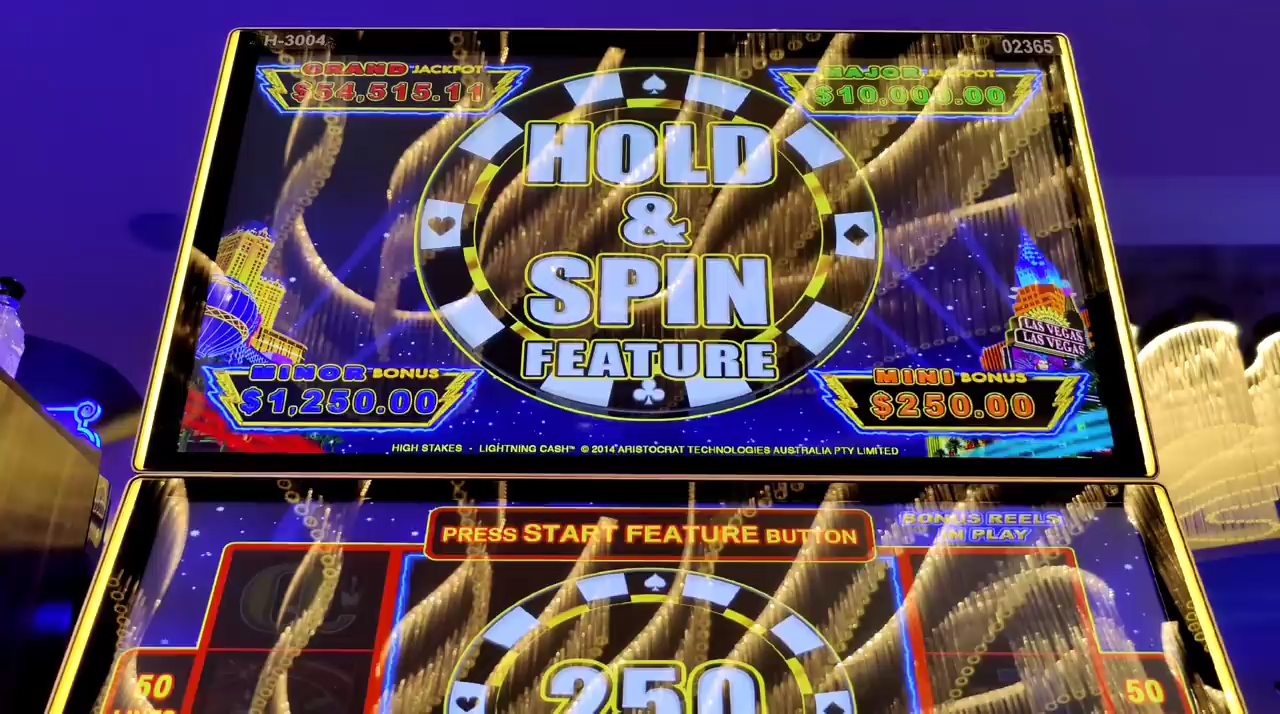 H-3004
02365
GRAND JACKPOT
$54,515.11
MAJOR JACKPOT
$10,000.00
HOLD
&
SPIN
FEATURE
LAS VEGAS
LAS VEGAS
MINOR BONUS
$1,250.00
MINI BONUS
$250.00
HIGH STAKES - LIGHTNING CASH™ © 2014 ARISTOCRAT TECHNOLOGIES AUSTRALIA PTY LIMITED
PRESS START FEATURE BUTTON
BONUS REELS
IN PLAY
250
50
LINES
50